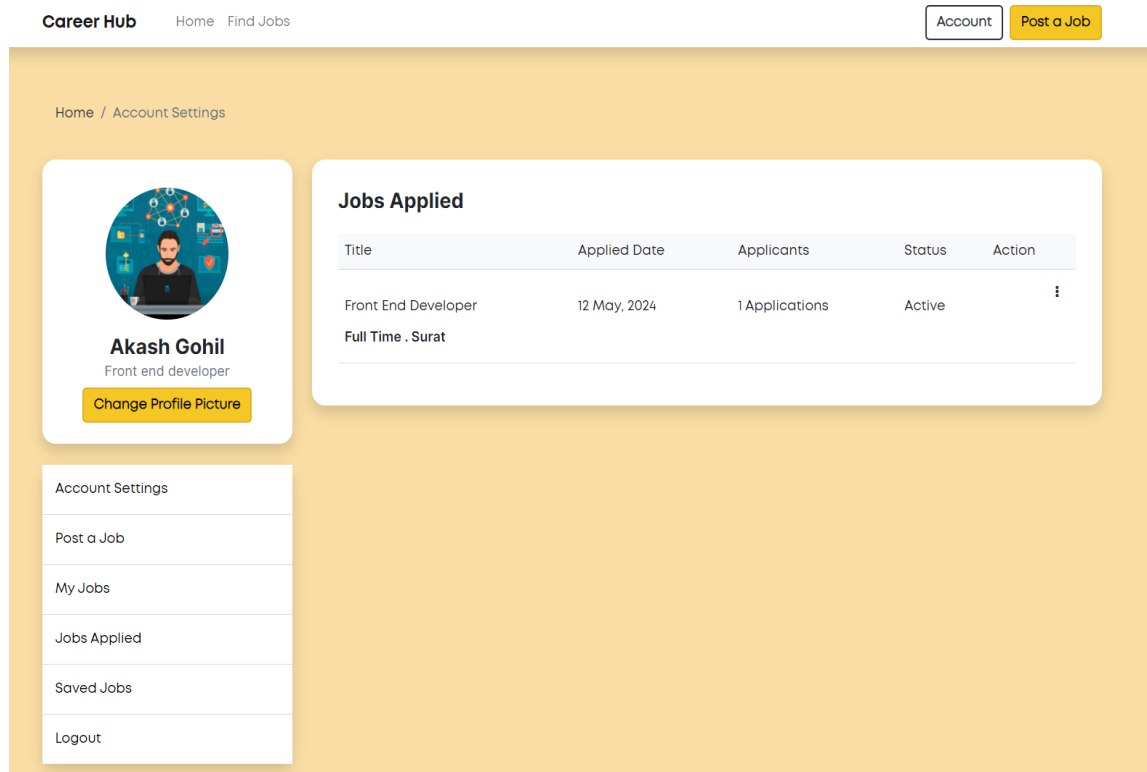 Career Hub Home Find Jobs Account Post a Job
Home / Account Settings
Akash Gohil
Front end developer
Change Profile Picture
Account Settings
Post a Job
My Jobs
Jobs Applied
Saved Jobs
Logout
Jobs Applied
Title Applied Date Applicants Status Action
Front End Developer 12 May, 2024 1 Applications Active
Full Time . Surat